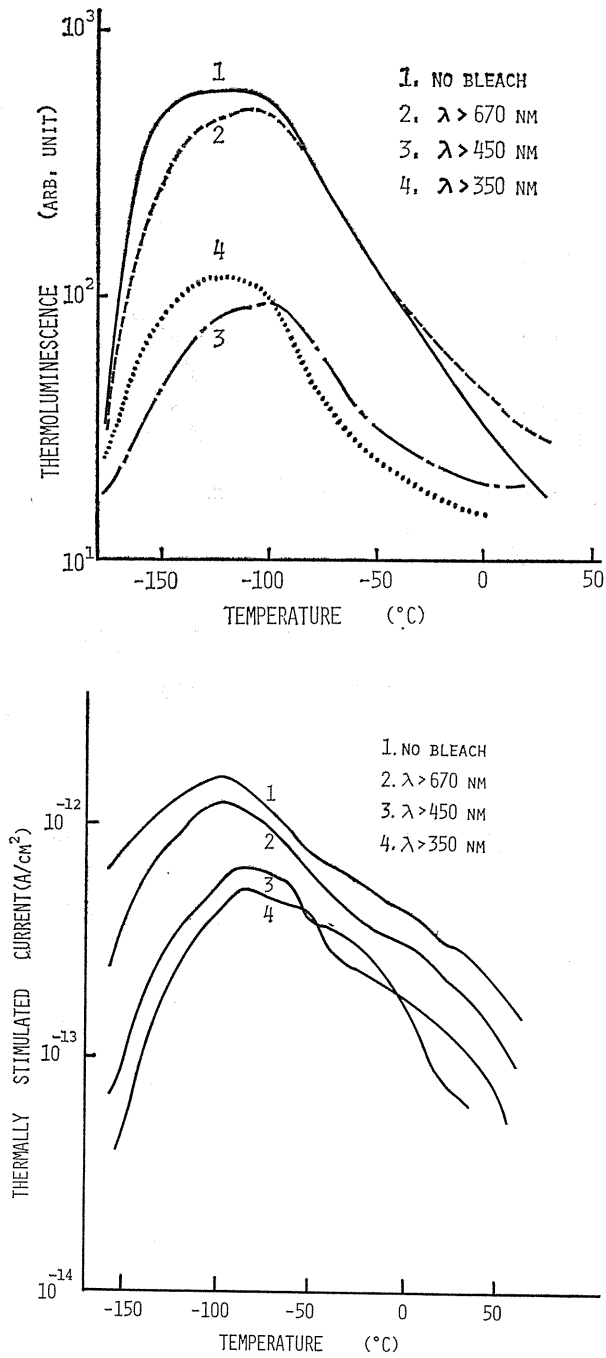 10³
1. NO BLEACH
2. λ>670 NM
3. λ>450 NM
4. λ>350 NM
1
2
4
3
THERMOLUMINESCENCE (ARB. UNIT)
10²
10¹
-150 -100 -50 0 50
TEMPERATURE (°C)
1. NO BLEACH
2. λ>670 NM
3. λ>450 NM
4. λ>350 NM
1
2
3
4
THERMALLY STIMULATED CURRENT(A/CM²)
10⁻¹²
10⁻¹³
10⁻¹⁴
-150 -100 -50 0 50
TEMPERATURE (°C)